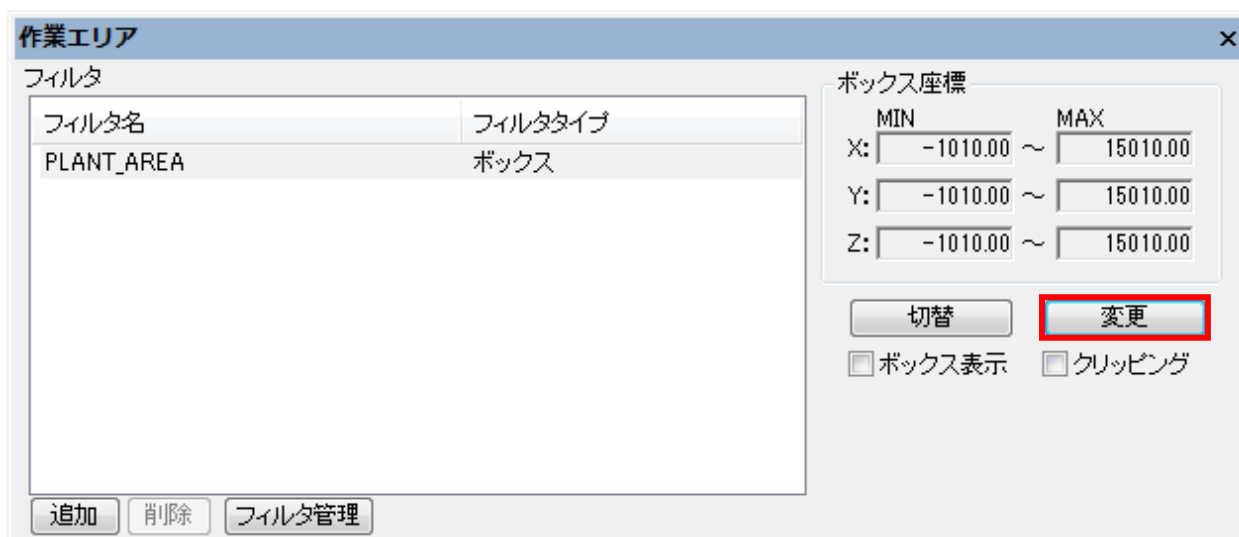 作業エリア
フィルタ
フィルタ名 フィルタタイプ
PLANT_AREA ボックス
追加 削除 フィルタ管理
ボックス座標
MIN MAX
X: -1010.00 ～ 15010.00
Y: -1010.00 ～ 15010.00
Z: -1010.00 ～ 15010.00
切替 変更
ボックス表示 クリッピング